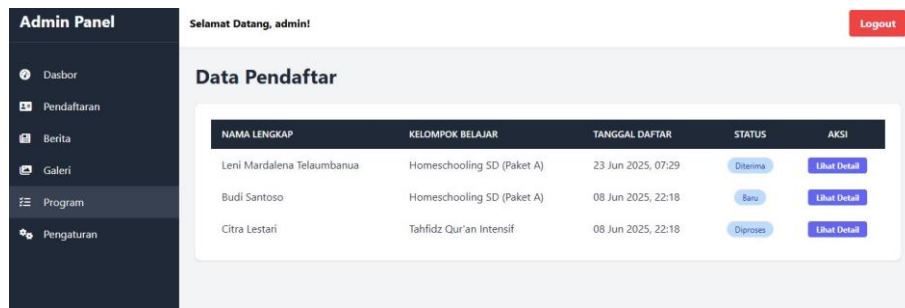 Admin Panel
Selamat Datang, admin!
Logout
Dasbor
Pendaftaran
Berita
Galeri
Program
Pengaturan
Data Pendaftar
NAMA LENGKAP KELOMPOK BELAJAR TANGGAL DAFTAR STATUS AKSI
Leni Mardalena Telaumbanua Homeschooling SD (Paket A) 23 Jun 2025, 07:29 Diterima Lihat Detail
Budi Santoso Homeschooling SD (Paket A) 08 Jun 2025, 22:18 Baru Lihat Detail
Citra Lestari Tahfidz Qur'an Intensif 08 Jun 2025, 22:18 Diproses Lihat Detail